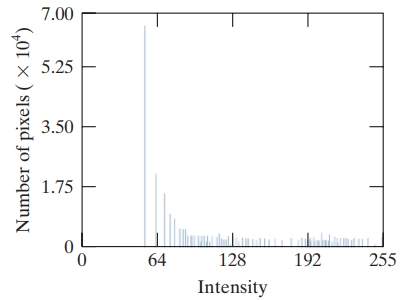 7.00
5.25
3.50
1.75
0
Number of pixels ( × 10⁴)
0 64 128 192 255
Intensity